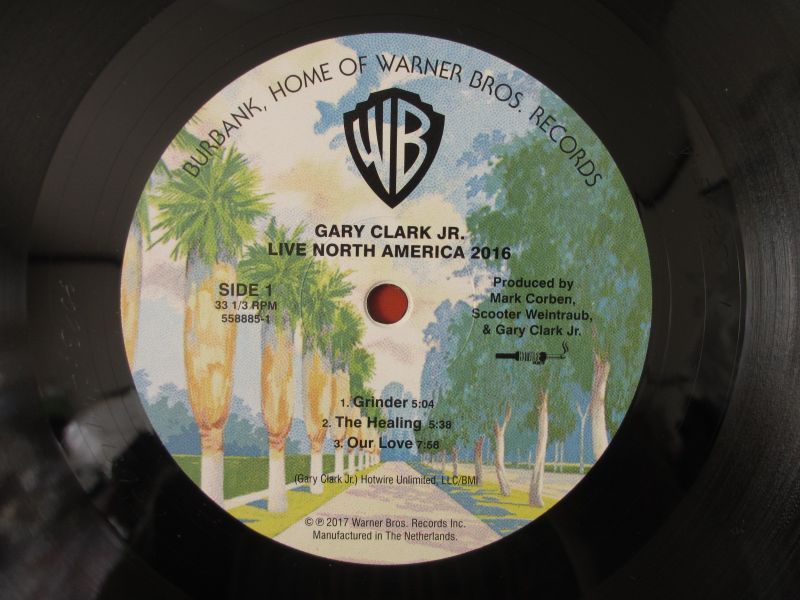 BURBANK, HOME OF WARNER BROS. RECORDS
WB
GARY CLARK JR.
LIVE NORTH AMERICA 2016
SIDE 1
33 1/3 RPM
558885-1
Produced by
Mark Corben,
Scooter Weintraub,
& Gary Clark Jr.
1. Grinder 5:04
2. The Healing 5:38
3. Our Love 7:58
(Gary Clark Jr.) Hotwire Unlimited, LLC/BMI
© ℗ 2017 Warner Bros. Records Inc.
Manufactured in The Netherlands.